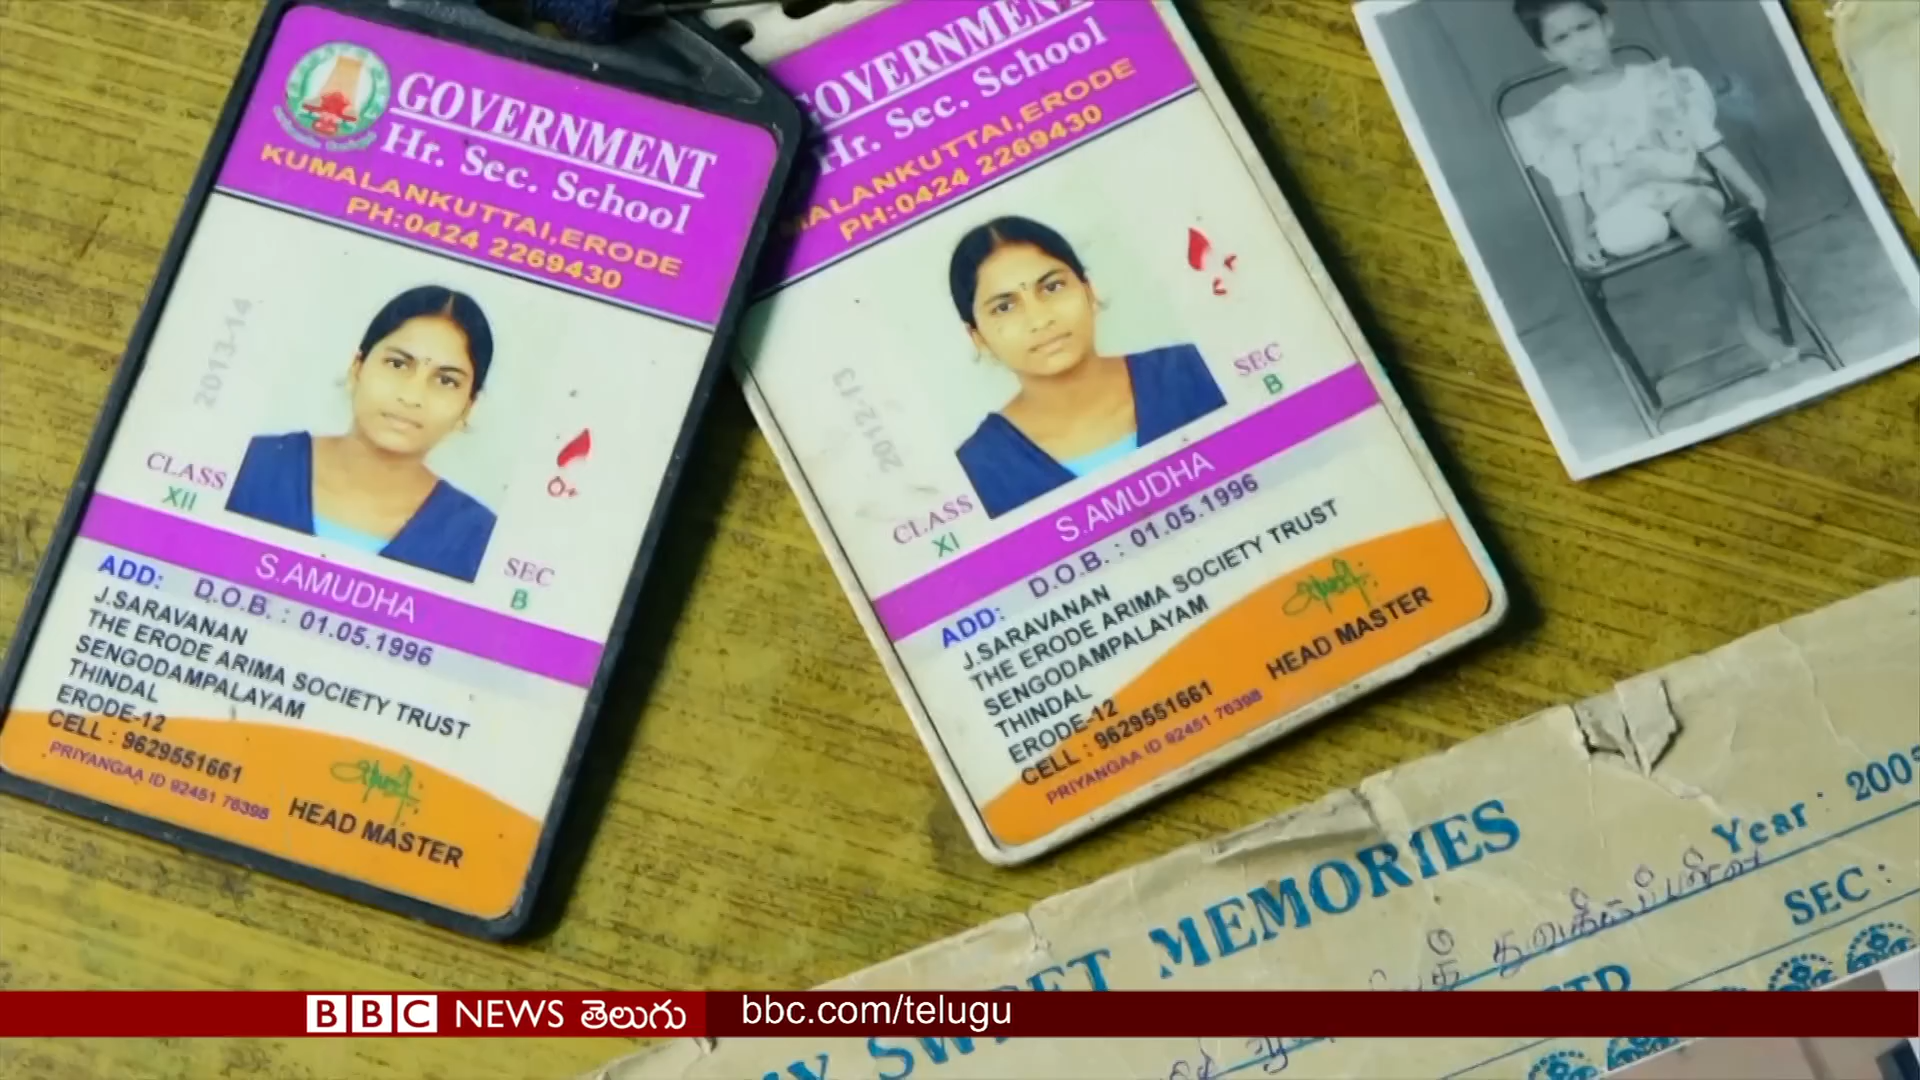 GOVERNMENT
Hr. Sec. School
KUMALANKUTTAI,ERODE
PH:0424 2269430
2013-14
CLASS
XII
O+
SEC
B
S.AMUDHA
D.O.B. : 01.05.1996
ADD:
J.SARAVANAN
THE ERODE ARIMA SOCIETY TRUST
SENGODAMPALAYAM
THINDAL
ERODE-12
CELL : 9629551661
PRIYANGAA ID 92451 76398
HEAD MASTER
GOVERNMENT
Hr. Sec. School
MALANKUTTAI,ERODE
PH:0424 2269430
2012-13
CLASS
XI
SEC
B
S.AMUDHA
D.O.B. : 01.05.1996
ADD:
J.SARAVANAN
THE ERODE ARIMA SOCIETY TRUST
SENGODAMPALAYAM
THINDAL
ERODE-12
CELL : 9629551661
PRIYANGAA ID 92451 76398
HEAD MASTER
MY SWEET MEMORIES
Year :
SEC :
BBC NEWS తెలుగు
bbc.com/telugu